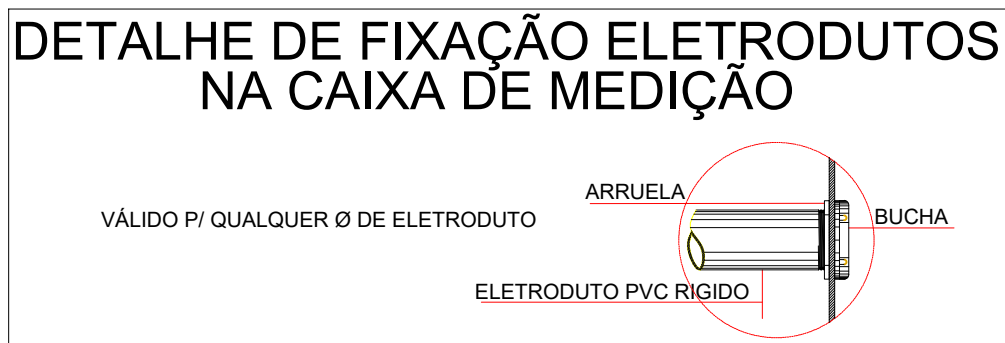 DETALHE DE FIXAÇÃO ELETRODUTOS
NA CAIXA DE MEDIÇÃO
ARRUELA
VÁLIDO P/ QUALQUER Ø DE ELETRODUTO
BUCHA
ELETRODUTO PVC RIGIDO